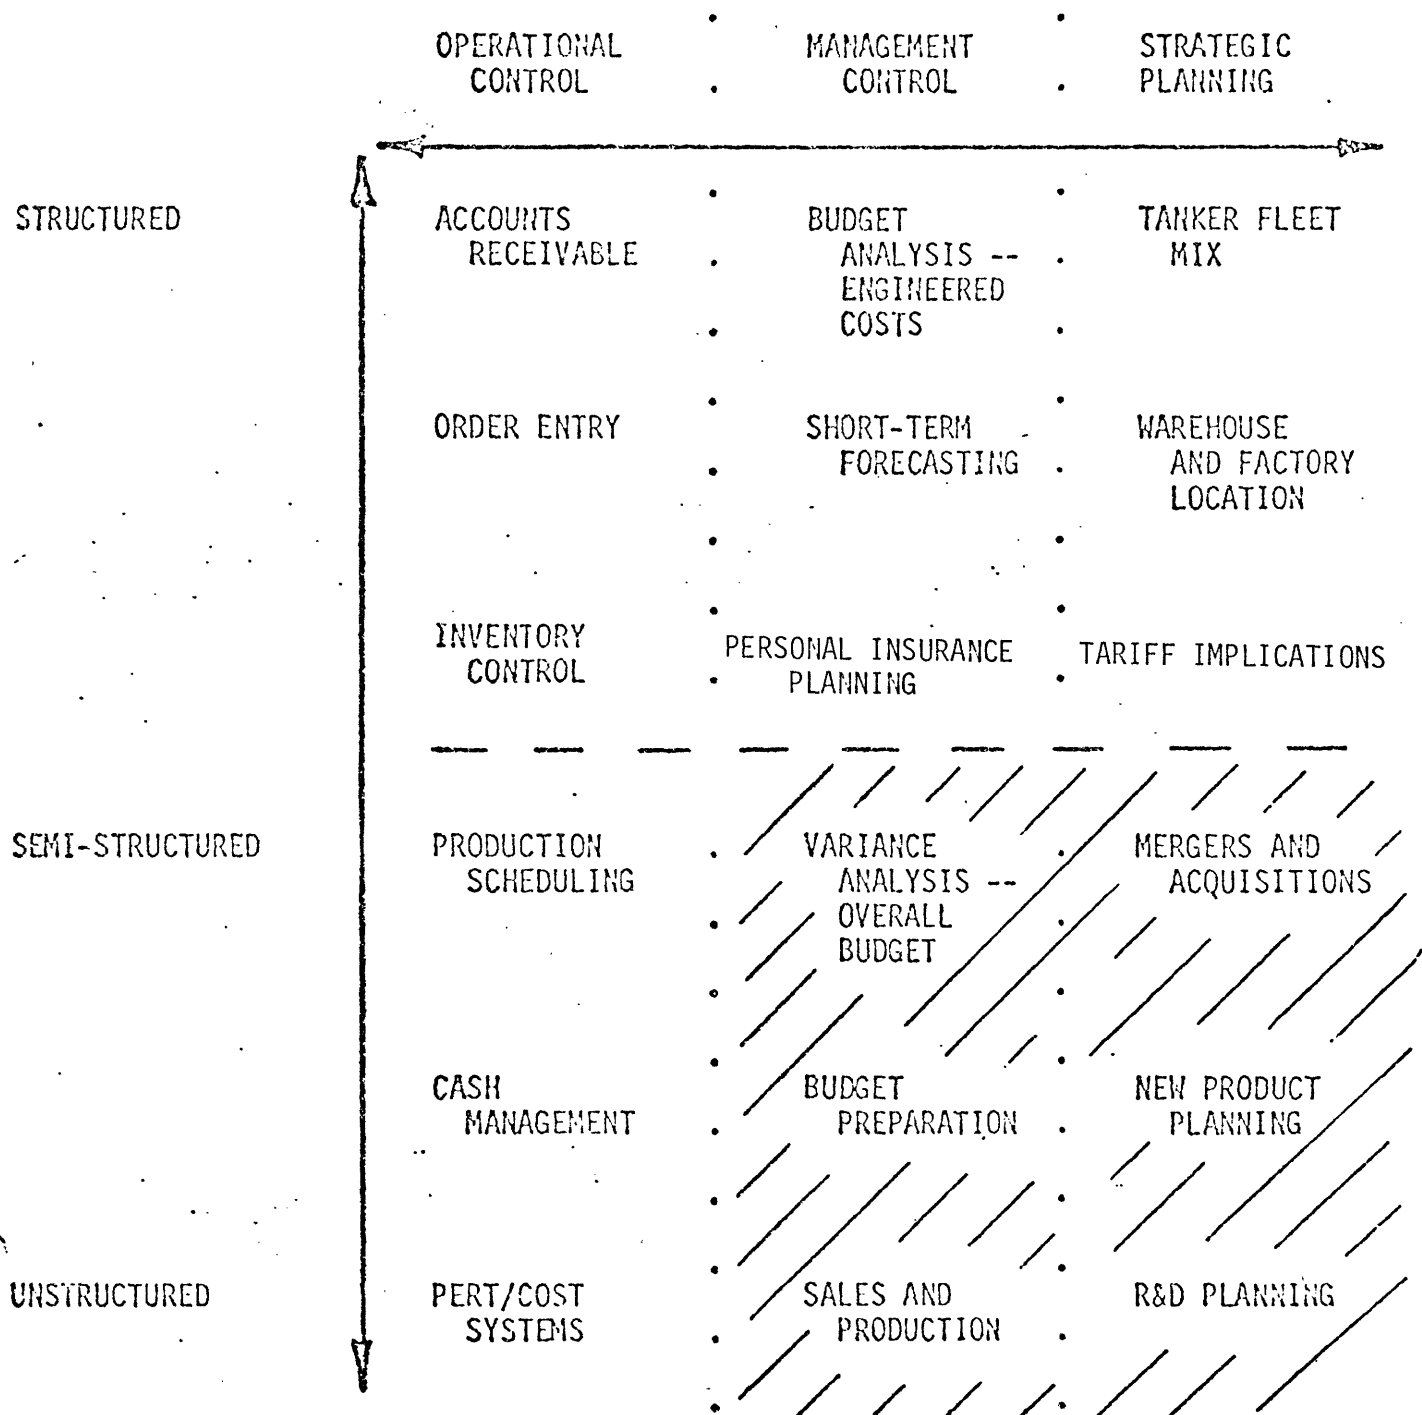 OPERATIONAL CONTROL
MANAGEMENT CONTROL
STRATEGIC PLANNING
STRUCTURED
ACCOUNTS
RECEIVABLE
BUDGET
ANALYSIS --
ENGINEERED
COSTS
TANKER FLEET
MIX
ORDER ENTRY
SHORT-TERM
FORECASTING
WAREHOUSE
AND FACTORY
LOCATION
INVENTORY
CONTROL
PERSONAL INSURANCE
PLANNING
TARIFF IMPLICATIONS
SEMI-STRUCTURED
PRODUCTION
SCHEDULING
VARIANCE
ANALYSIS --
OVERALL
BUDGET
MERGERS AND
ACQUISITIONS
CASH
MANAGEMENT
BUDGET
PREPARATION
NEW PRODUCT
PLANNING
UNSTRUCTURED
PERT/COST
SYSTEMS
SALES AND
PRODUCTION
R&D PLANNING